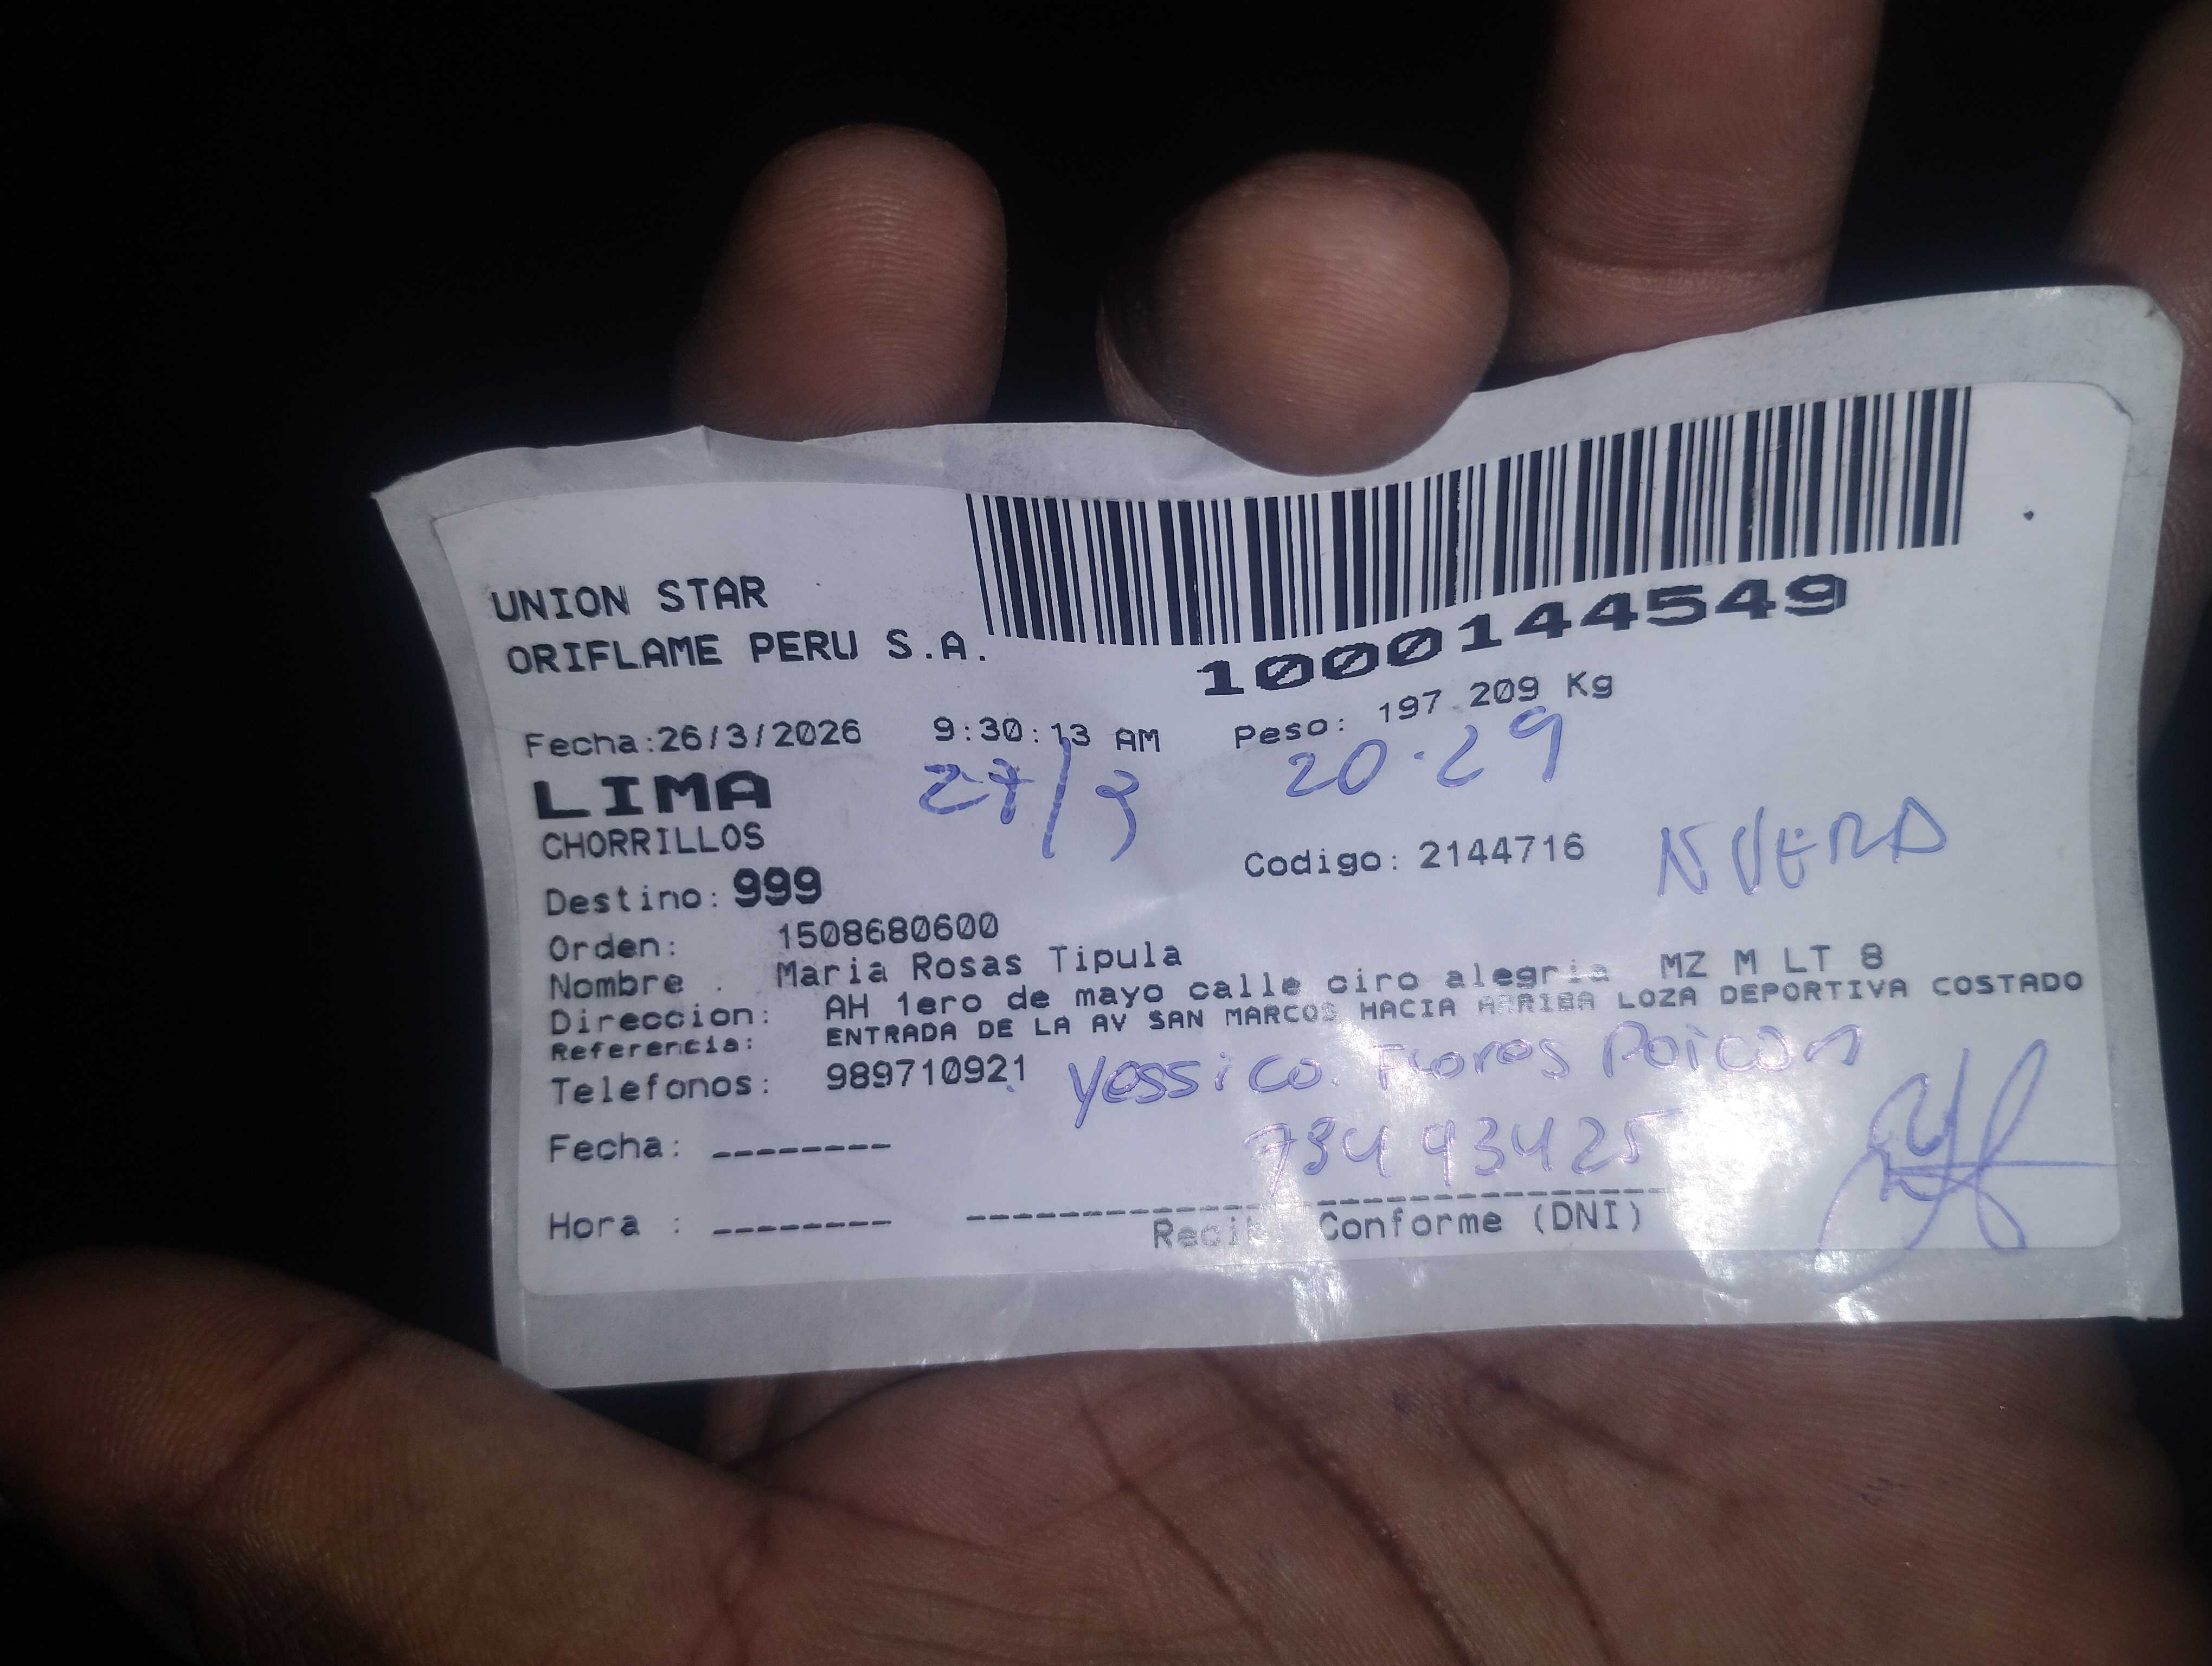 UNION STAR
ORIFLAME PERU S.A.
1000144549
Fecha:26/3/2026 9:30:13 AM Peso: 197.209 Kg
27/3 20.29
LIMA
CHORRILLOS
Destino: 999 Codigo: 2144716 NUERA
Orden: 1508680600
Nombre . Maria Rosas Tipula
Direccion: AH 1ero de mayo calle ciro alegria MZ M LT 8
Referencia: ENTRADA DE LA AV SAN MARCOS HACIA ARRIBA LOZA DEPORTIVA COSTADO
Telefonos: 989710921
Flores Poicon
Fecha: --------
Hora : --------
Conforme (DNI)